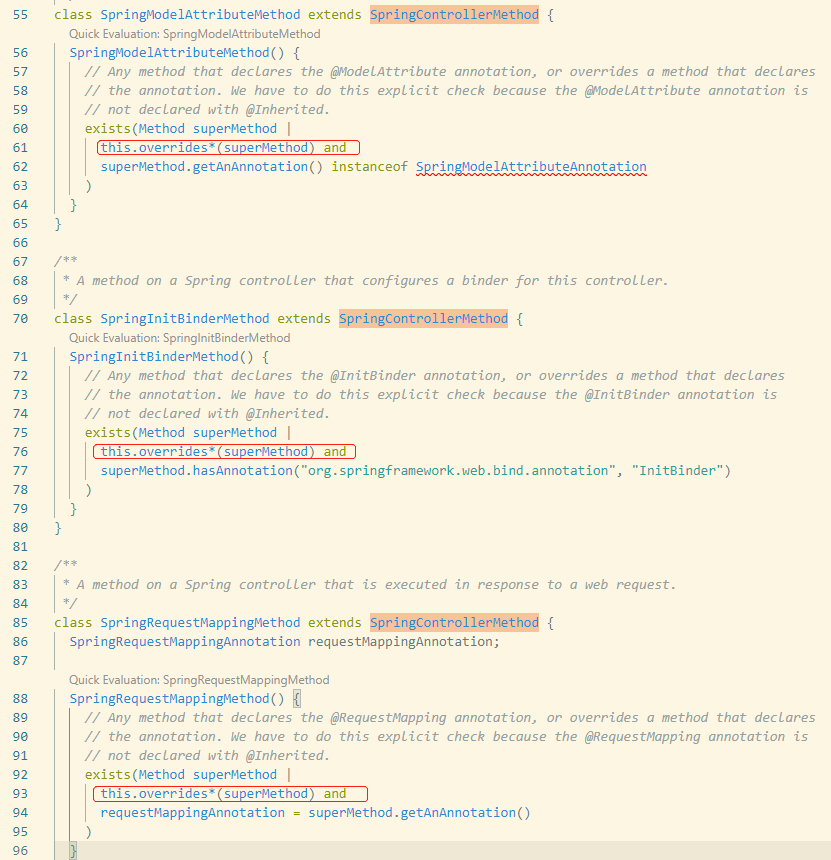 55 class SpringModelAttributeMethod extends SpringControllerMethod {
Quick Evaluation: SpringModelAttributeMethod
56 SpringModelAttributeMethod() {
57 // Any method that declares the @ModelAttribute annotation, or overrides a method that declares
58 // the annotation. We have to do this explicit check because the @ModelAttribute annotation is
59 // not declared with @Inherited.
60 exists(Method superMethod |
61 this.overrides*(superMethod) and
62 superMethod.getAnAnnotation() instanceof SpringModelAttributeAnnotation
63 )
64 }
65 }
66
67 /**
68 * A method on a Spring controller that configures a binder for this controller.
69 */
70 class SpringInitBinderMethod extends SpringControllerMethod {
Quick Evaluation: SpringInitBinderMethod
71 SpringInitBinderMethod() {
72 // Any method that declares the @InitBinder annotation, or overrides a method that declares
73 // the annotation. We have to do this explicit check because the @InitBinder annotation is
74 // not declared with @Inherited.
75 exists(Method superMethod |
76 this.overrides*(superMethod) and
77 superMethod.hasAnnotation("org.springframework.web.bind.annotation", "InitBinder")
78 )
79 }
80 }
81
82 /**
83 * A method on a Spring controller that is executed in response to a web request.
84 */
85 class SpringRequestMappingMethod extends SpringControllerMethod {
86 SpringRequestMappingAnnotation requestMappingAnnotation;
87
Quick Evaluation: SpringRequestMappingMethod
88 SpringRequestMappingMethod() {
89 // Any method that declares the @RequestMapping annotation, or overrides a method that declares
90 // the annotation. We have to do this explicit check because the @RequestMapping annotation is
91 // not declared with @Inherited.
92 exists(Method superMethod |
93 this.overrides*(superMethod) and
94 requestMappingAnnotation = superMethod.getAnAnnotation()
95 )
96 }